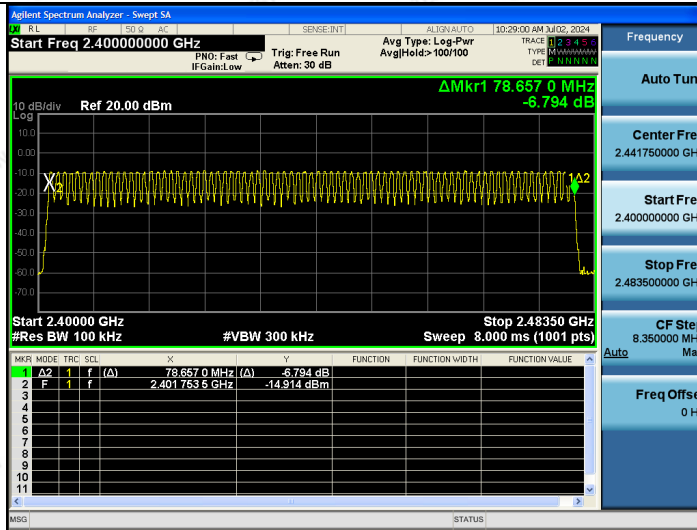 Agilent Spectrum Analyzer - Swept SA
LXI RL RF 50 Ω AC SENSE:INT ALIGN AUTO 10:29:00 AM Jul 02, 2024
Start Freq 2.400000000 GHz
PNO: Fast
IFGain:Low
Trig: Free Run
Atten: 30 dB
Avg Type: Log-Pwr
Avg|Hold:> 100/100
TRACE 1 2 3 4 5 6
TYPE M
DET P N N N N N
ΔMkr1 78.657 0 MHz
-6.794 dB
10 dB/div Ref 20.00 dBm
Log
10.0
0.00
-10.0
-20.0
-30.0
-40.0
-50.0
-60.0
-70.0
X2
1Δ2
Start 2.40000 GHz Stop 2.48350 GHz
#Res BW 100 kHz #VBW 300 kHz Sweep 8.000 ms (1001 pts)
MKR MODE TRC SCL X Y FUNCTION FUNCTION WIDTH FUNCTION VALUE
1 Δ2 1 f (Δ) 78.657 0 MHz (Δ) -6.794 dB
2 F 1 f 2.401 753 5 GHz -14.914 dBm
3
4
5
6
7
8
9
10
11
MSG STATUS
Frequency
Auto Tun
Center Fre
2.441750000 GH
Start Fre
2.400000000 GH
Stop Fre
2.483500000 GH
CF Ste
8.350000 MH
Auto Ma
Freq Offse
0 H